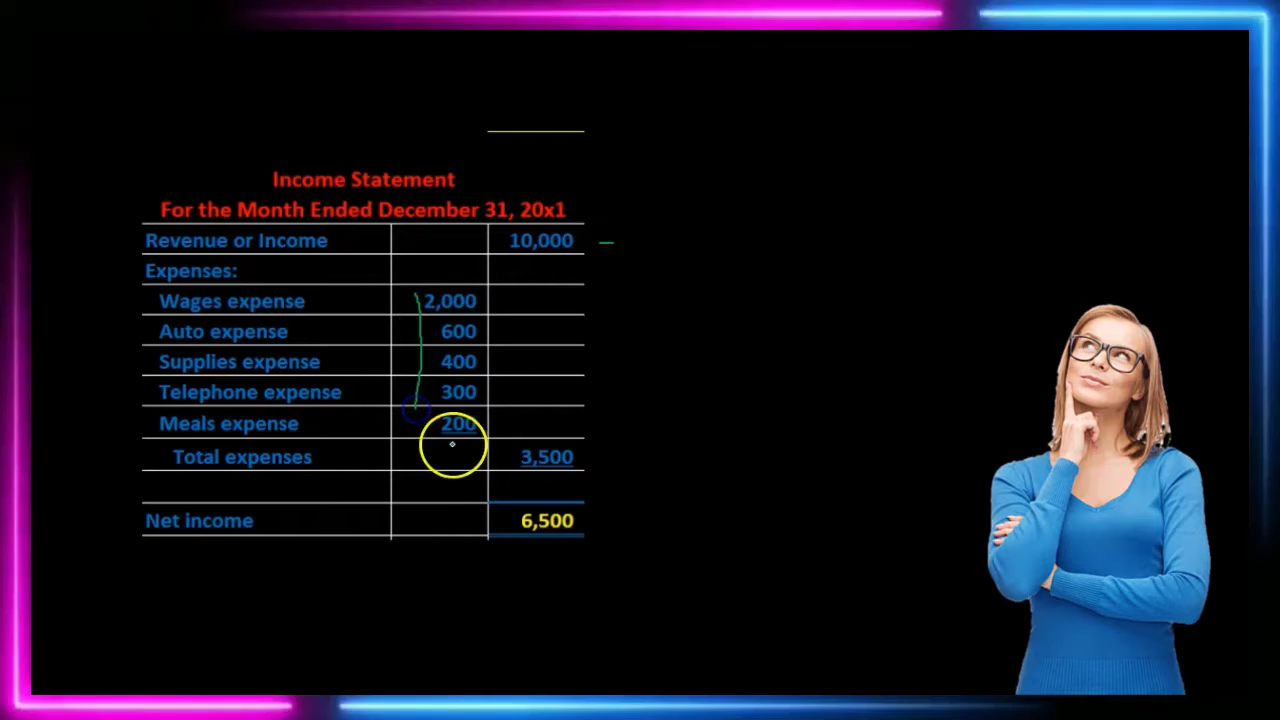 Income Statement
For the Month Ended December 31, 20x1
Revenue or Income 10,000
Expenses:
Wages expense 2,000
Auto expense 600
Supplies expense 400
Telephone expense 300
Meals expense 200
Total expenses 3,500
Net income 6,500